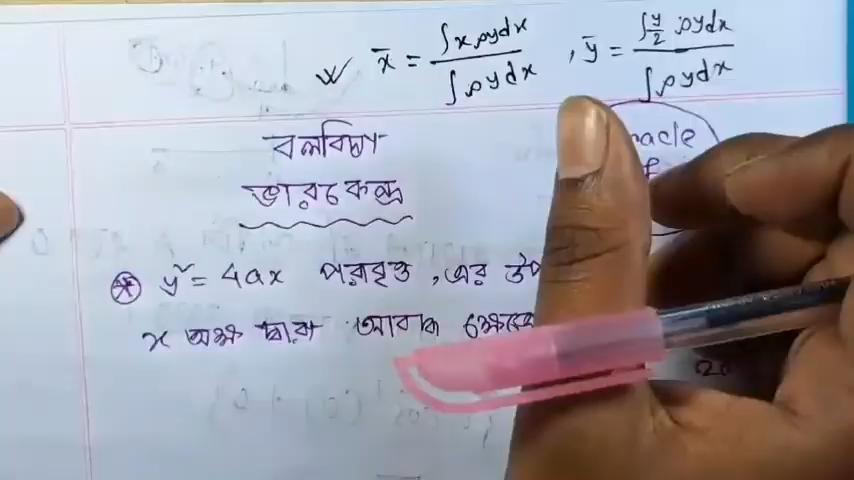 x̄ = ∫xρydx / ∫ρydx , ȳ = ∫y/2 ρydx / ∫ρydx
বলবিদ্যা
ভারকেন্দ্র
y² = 4ax পরাবৃত্ত , এর
x অক্ষ দ্বারা আবদ্ধ